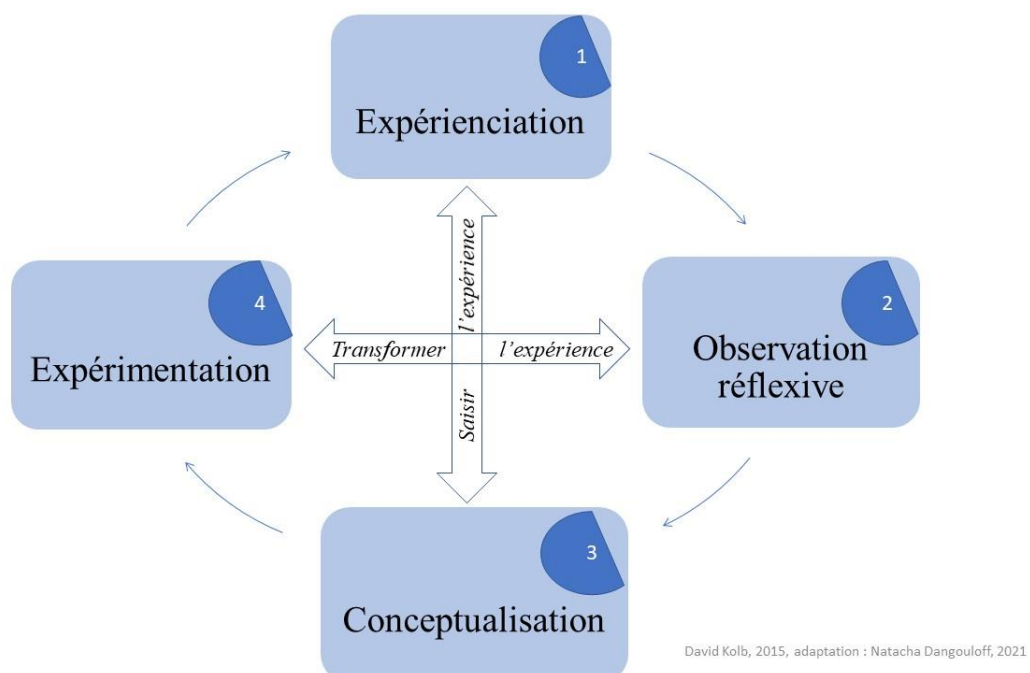 1
Expérienciation
2
Observation
réflexive
3
Conceptualisation
4
Expérimentation
Saisir l'expérience
Transformer l'expérience
David Kolb, 2015, adaptation : Natacha Dangouloff, 2021